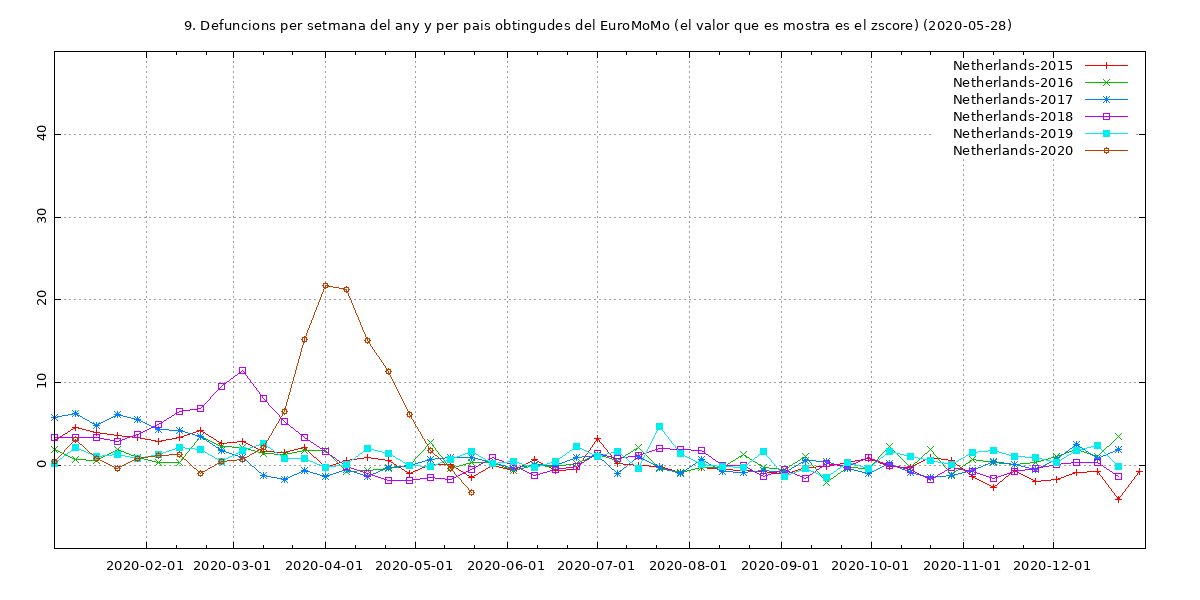 9. Defuncions per setmana del any y per pais obtingudes del EuroMoMo (el valor que es mostra es el zscore) (2020-05-28)
Netherlands-2015
Netherlands-2016
Netherlands-2017
Netherlands-2018
Netherlands-2019
Netherlands-2020
40
30
20
10
0
2020-02-01 2020-03-01 2020-04-01 2020-05-01 2020-06-01 2020-07-01 2020-08-01 2020-09-01 2020-10-01 2020-11-01 2020-12-01